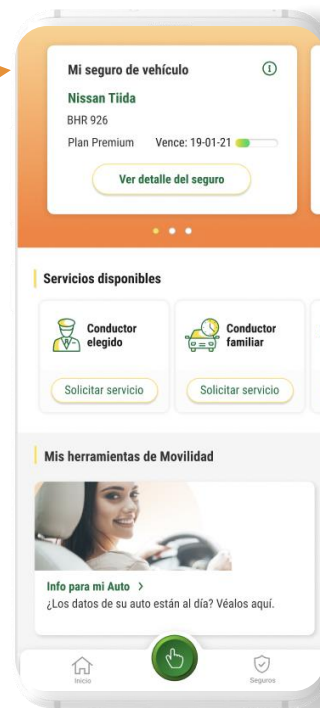 Mi seguro de vehículo
Nissan Tiida
BHR 926
Plan Premium Vence: 19-01-21
Ver detalle del seguro
Servicios disponibles
Conductor
elegido
Conductor
familiar
Solicitar servicio
Solicitar servicio
Mis herramientas de Movilidad
Info para mi Auto >
¿Los datos de su auto están al día? Véalos aquí.
Inicio
Seguros